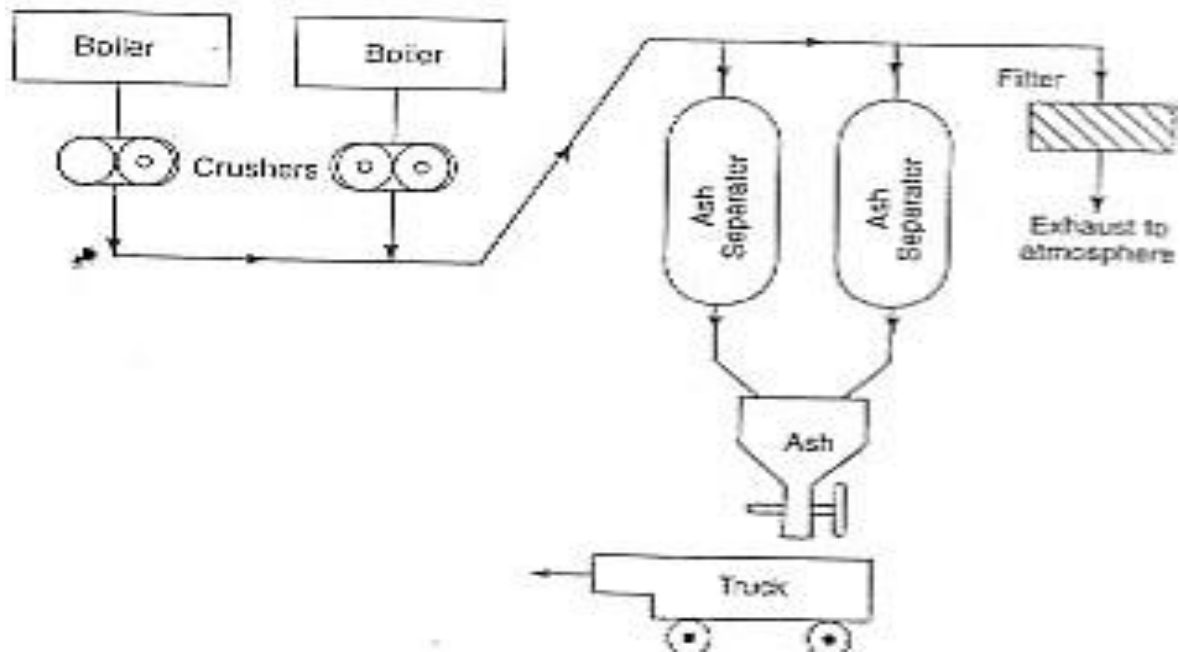 Boiler
Boiler
Crushers
Filter
Ash
Separator
Ash
Separator
Exhaust to
atmosphere
Ash
Truck